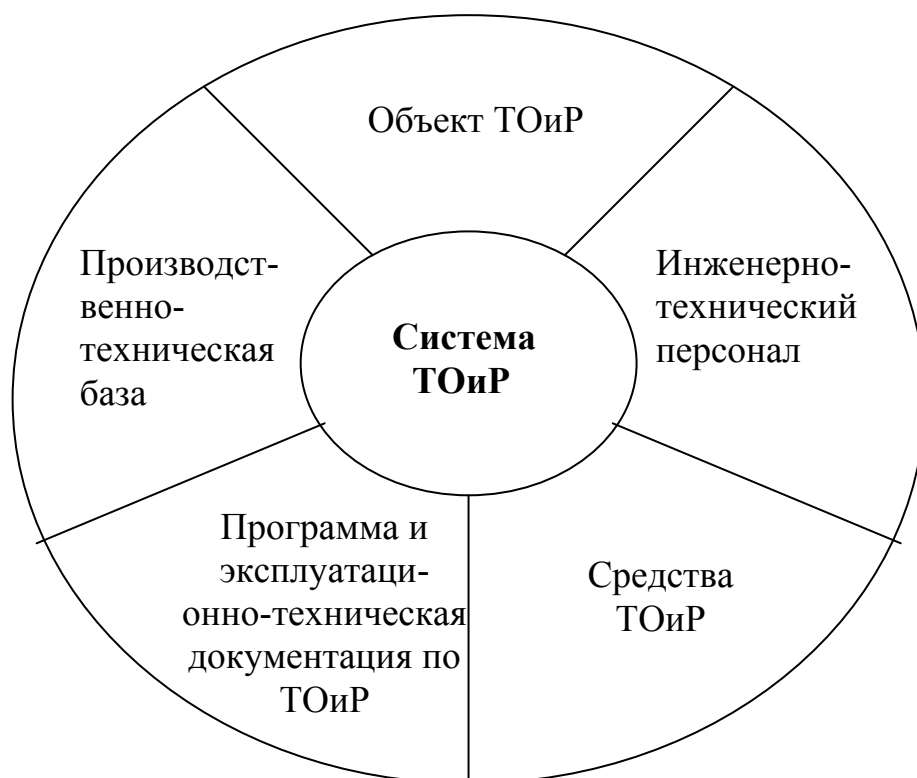 Объект ТОиР
Производст-
венно-
техническая
база
Система
ТОиР
Инженерно-
технический
персонал
Программа и
эксплуатаци-
онно-техническая
документация по
ТОиР
Средства
ТОиР